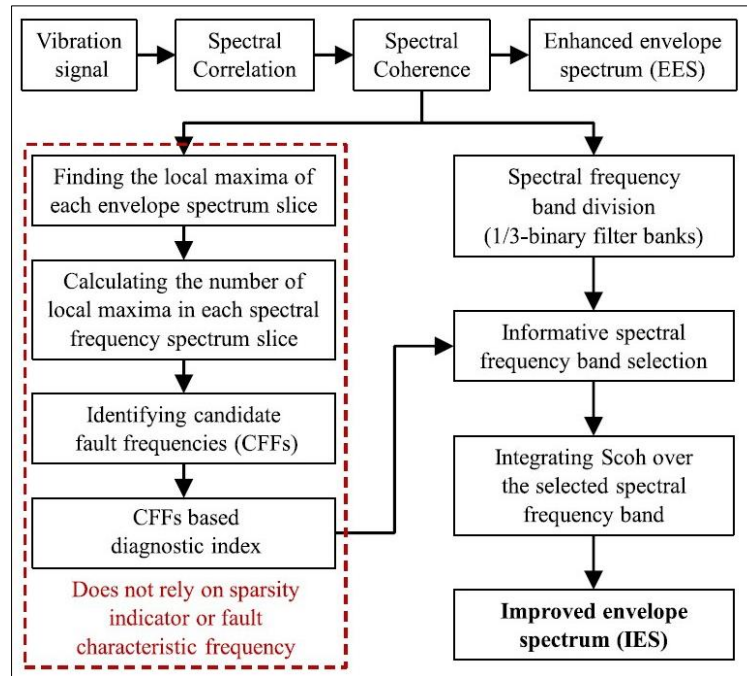 Vibration
signal
Spectral
Correlation
Spectral
Coherence
Enhanced envelope
spectrum (EES)
Finding the local maxima of
each envelope spectrum slice
Calculating the number of
local maxima in each spectral
frequency spectrum slice
Identifying candidate
fault frequencies (CFFs)
CFFs based
diagnostic index
Does not rely on sparsity
indicator or fault
characteristic frequency
Spectral frequency
band division
(1/3-binary filter banks)
Informative spectral
frequency band selection
Integrating Scoh over
the selected spectral
frequency band
Improved envelope
spectrum (IES)